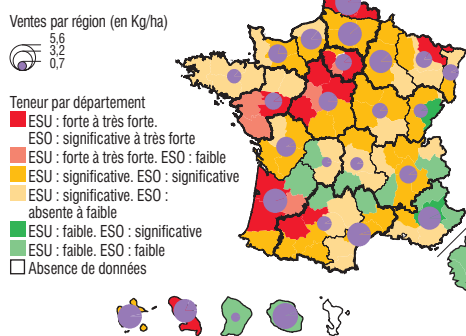 Ventes par région (en Kg/ha)
5,6
3,2
0,7
Teneur par département
ESU : forte à très forte.
ESO : significative à très forte
ESU : forte à très forte. ESO : faible
ESU : significative. ESO : significative
ESU : significative. ESO :
absente à faible
ESU : faible. ESO : significative
ESU : faible. ESO : faible
Absence de données